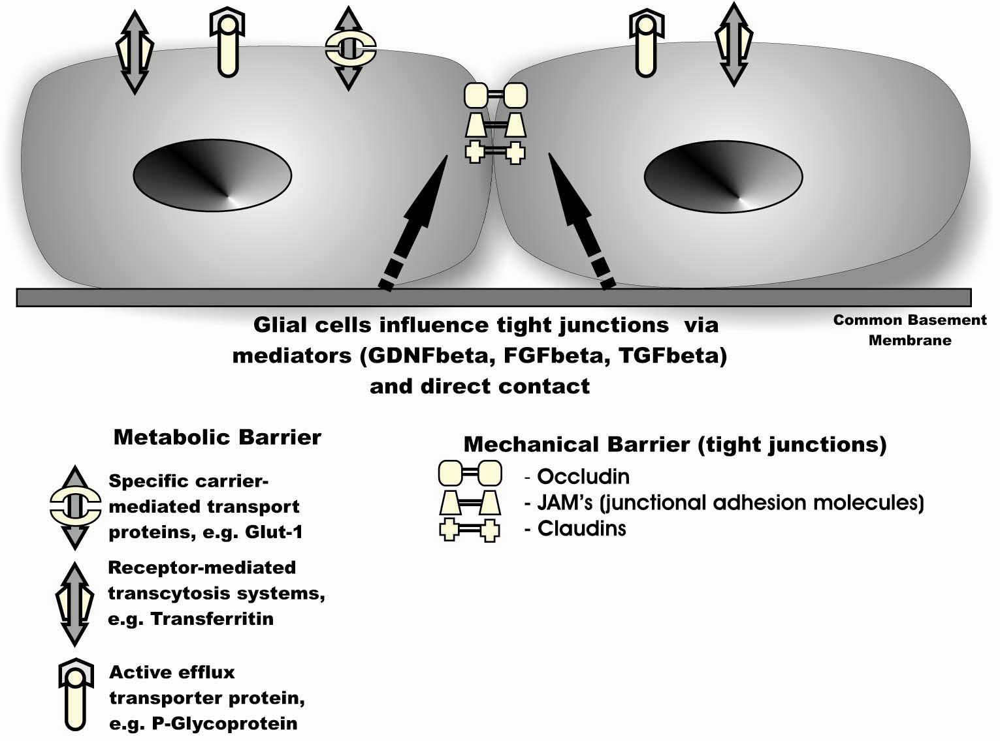 Glial cells influence tight junctions via
mediators (GDNFbeta, FGFbeta, TGFbeta)
and direct contact
Common Basement
Membrane
Metabolic Barrier
Specific carrier-
mediated transport
proteins, e.g. Glut-1
Receptor-mediated
transcytosis systems,
e.g. Transferritin
Active efflux
transporter protein,
e.g. P-Glycoprotein
Mechanical Barrier (tight junctions)
- Occludin
- JAM's (junctional adhesion molecules)
- Claudins